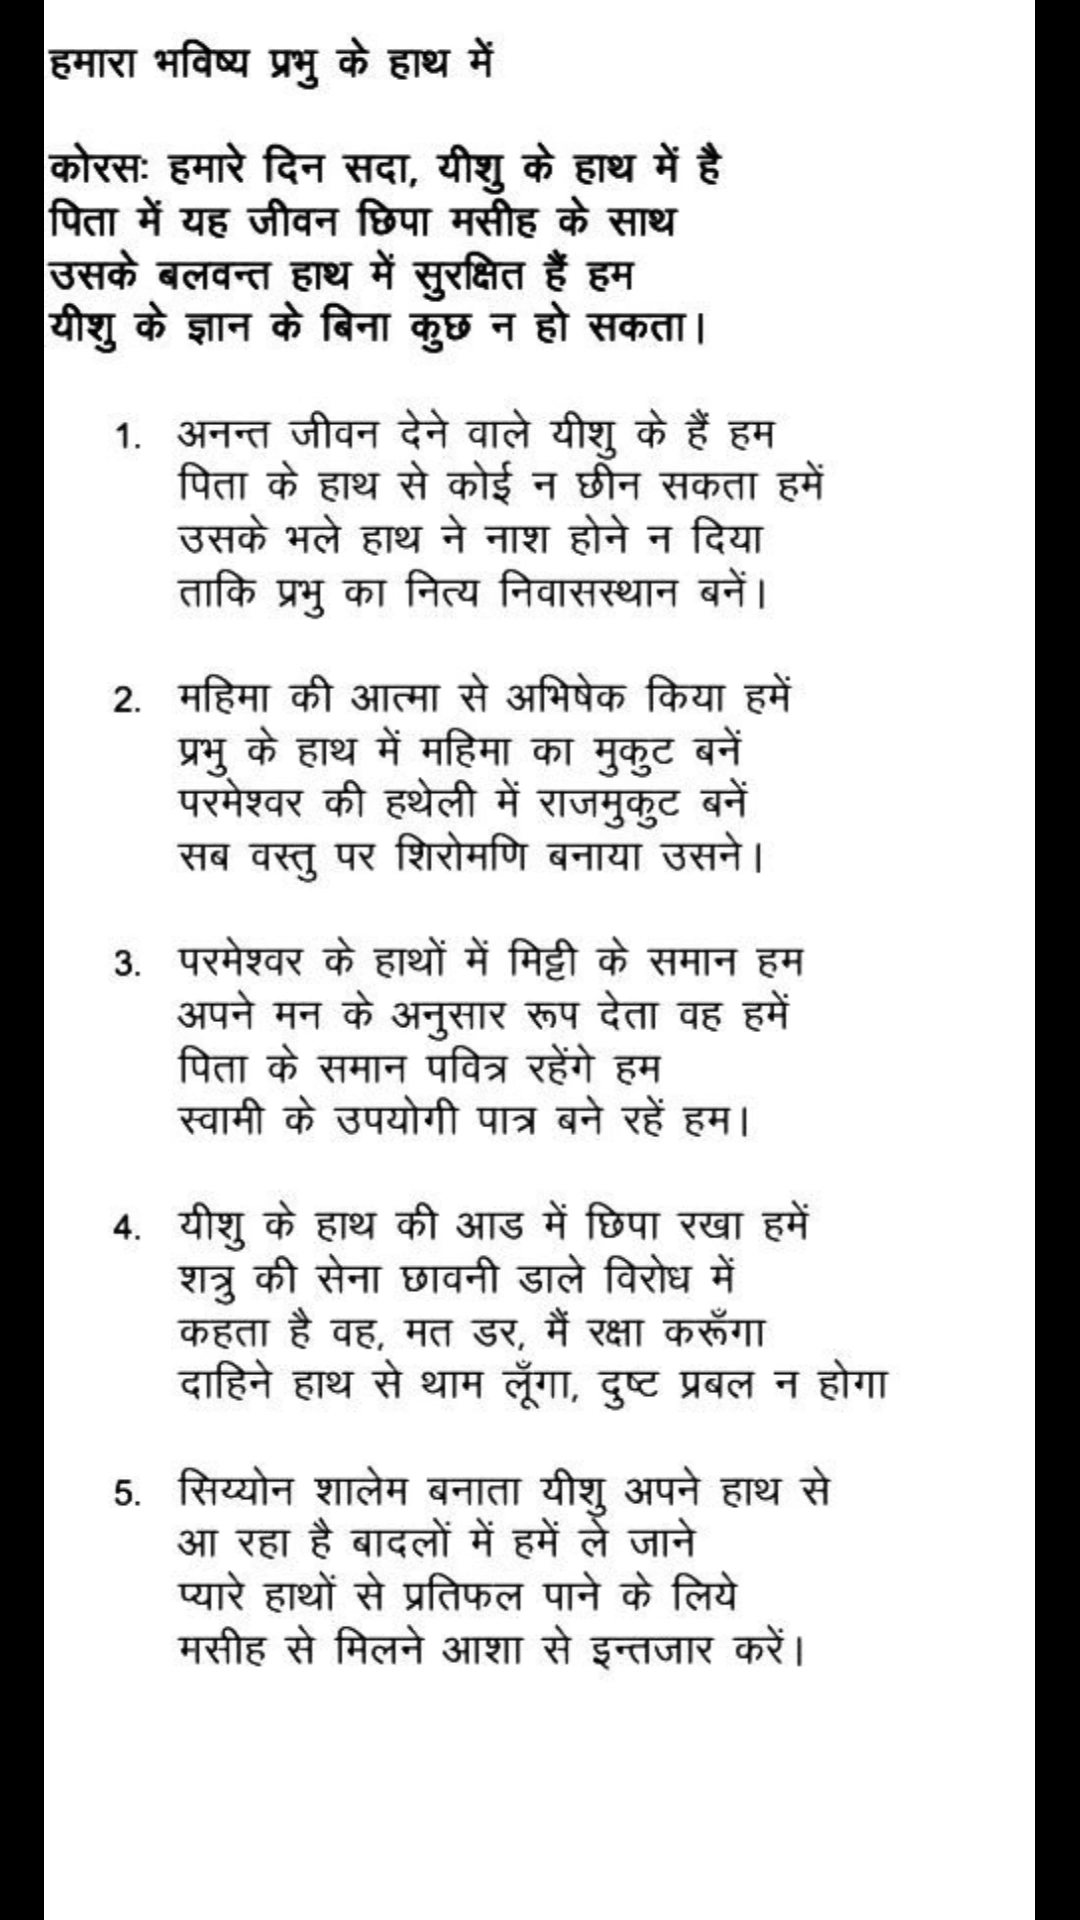 हमारा भविष्य प्रभु के हाथ में
कोरसः हमारे दिन सदा, यीशु के हाथ में है
पिता में यह जीवन छिपा मसीह के साथ
उसके बलवन्त हाथ में सुरक्षित हैं हम
यीशु के ज्ञान के बिना कुछ न हो सकता।
1. अनन्त जीवन देने वाले यीशु के हैं हम
पिता के हाथ से कोई न छीन सकता हमें
उसके भले हाथ ने नाश होने न दिया
ताकि प्रभु का नित्य निवासस्थान बनें।
2. महिमा की आत्मा से अभिषेक किया हमें
प्रभु के हाथ में महिमा का मुकुट बनें
परमेश्वर की हथेली में राजमुकुट बनें
सब वस्तु पर शिरोमणि बनाया उसने।
3. परमेश्वर के हाथों में मिट्टी के समान हम
अपने मन के अनुसार रूप देता वह हमें
पिता के समान पवित्र रहेंगे हम
स्वामी के उपयोगी पात्र बने रहें हम।
4. यीशु के हाथ की आड में छिपा रखा हमें
शत्रु की सेना छावनी डाले विरोध में
कहता है वह, मत डर, मैं रक्षा करूँगा
दाहिने हाथ से थाम लूँगा, दुष्ट प्रबल न होगा
5. सिय्योन शालेम बनाता यीशु अपने हाथ से
आ रहा है बादलों में हमें ले जाने
प्यारे हाथों से प्रतिफल पाने के लिये
मसीह से मिलने आशा से इन्तजार करें।